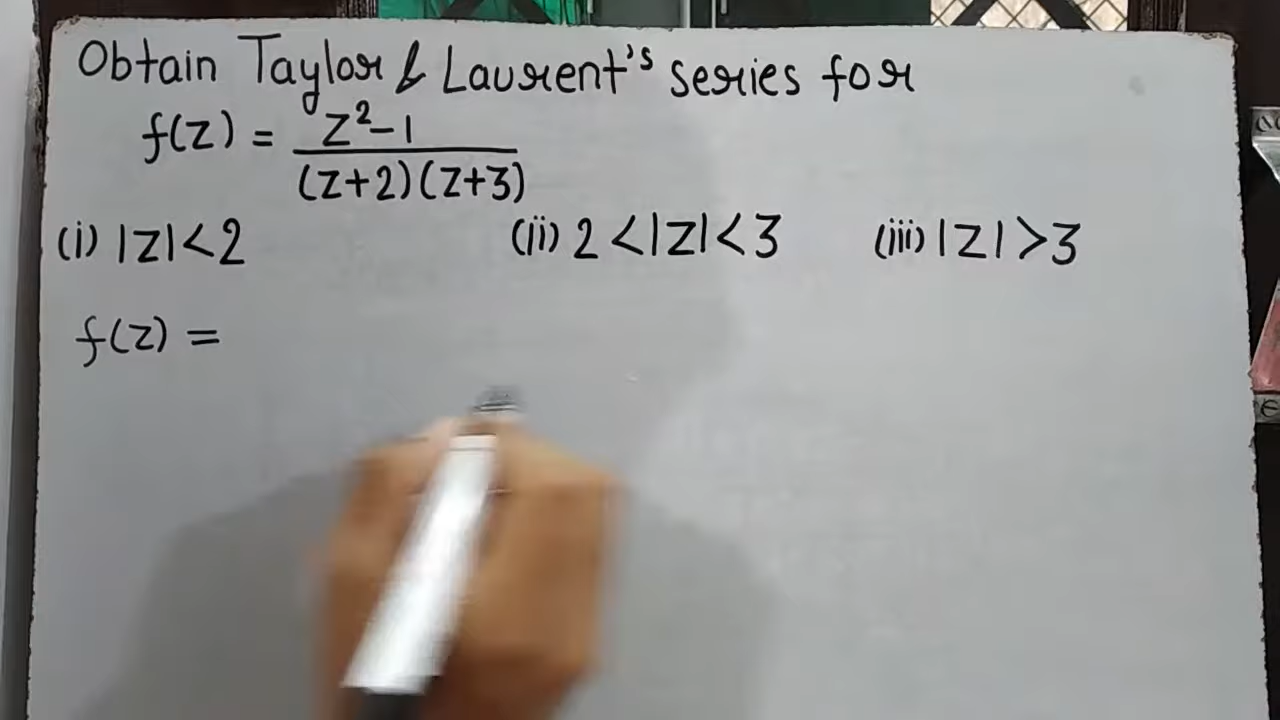 Obtain Taylor & Laurent's series for
f(z) = z²-1 / (z+2)(z+3)
(i) |z|<2 (ii) 2<|z|<3 (iii) |z|>3
f(z) =